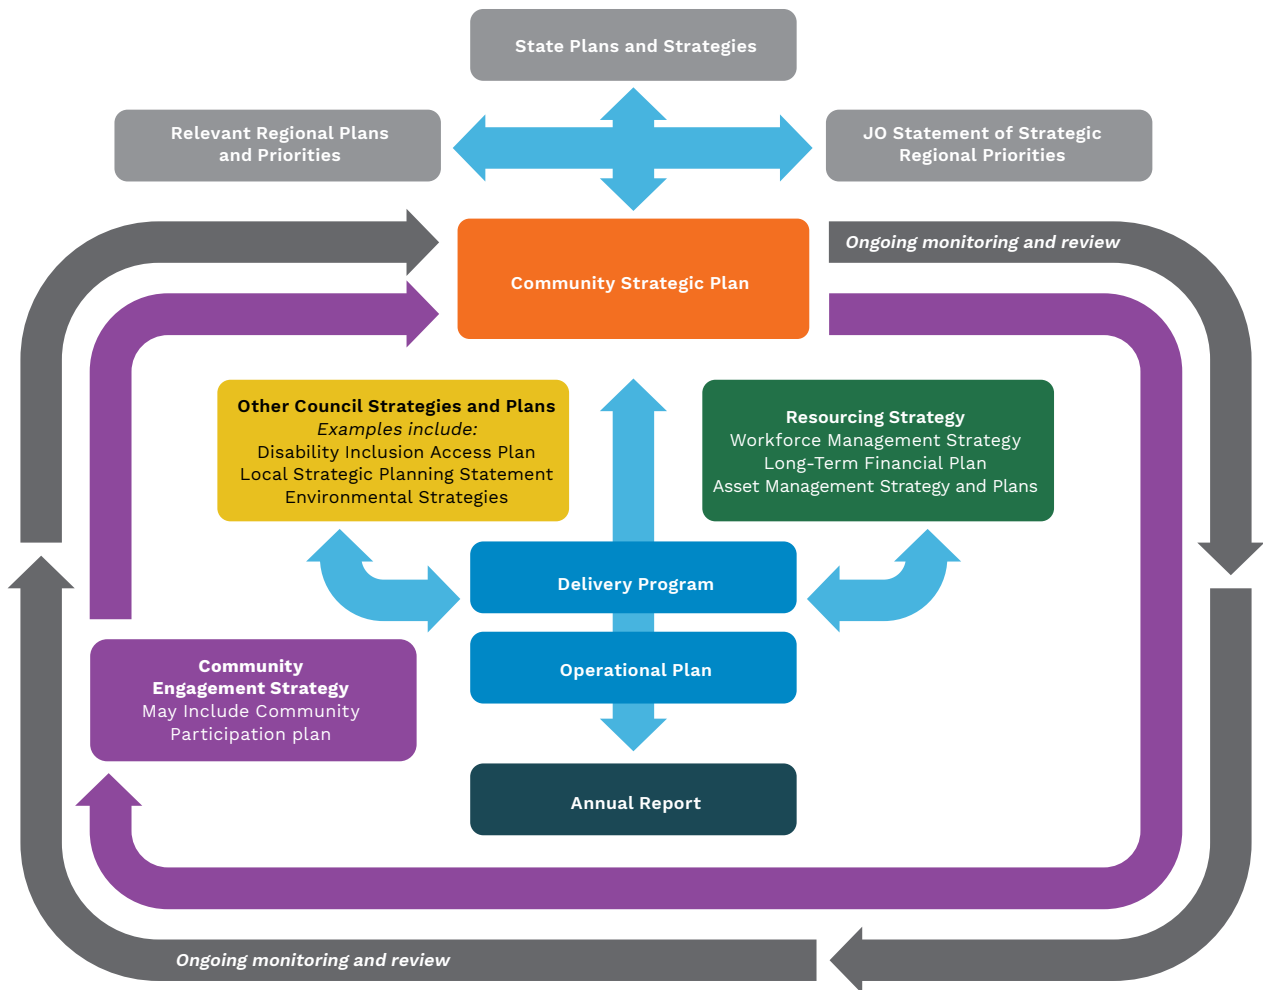 State Plans and Strategies
Relevant Regional Plans
and Priorities
JO Statement of Strategic
Regional Priorities
Ongoing monitoring and review
Community Strategic Plan
Other Council Strategies and Plans
Examples include:
Disability Inclusion Access Plan
Local Strategic Planning Statement
Environmental Strategies
Resourcing Strategy
Workforce Management Strategy
Long-Term Financial Plan
Asset Management Strategy and Plans
Delivery Program
Operational Plan
Community
Engagement Strategy
May Include Community
Participation plan
Annual Report
Ongoing monitoring and review